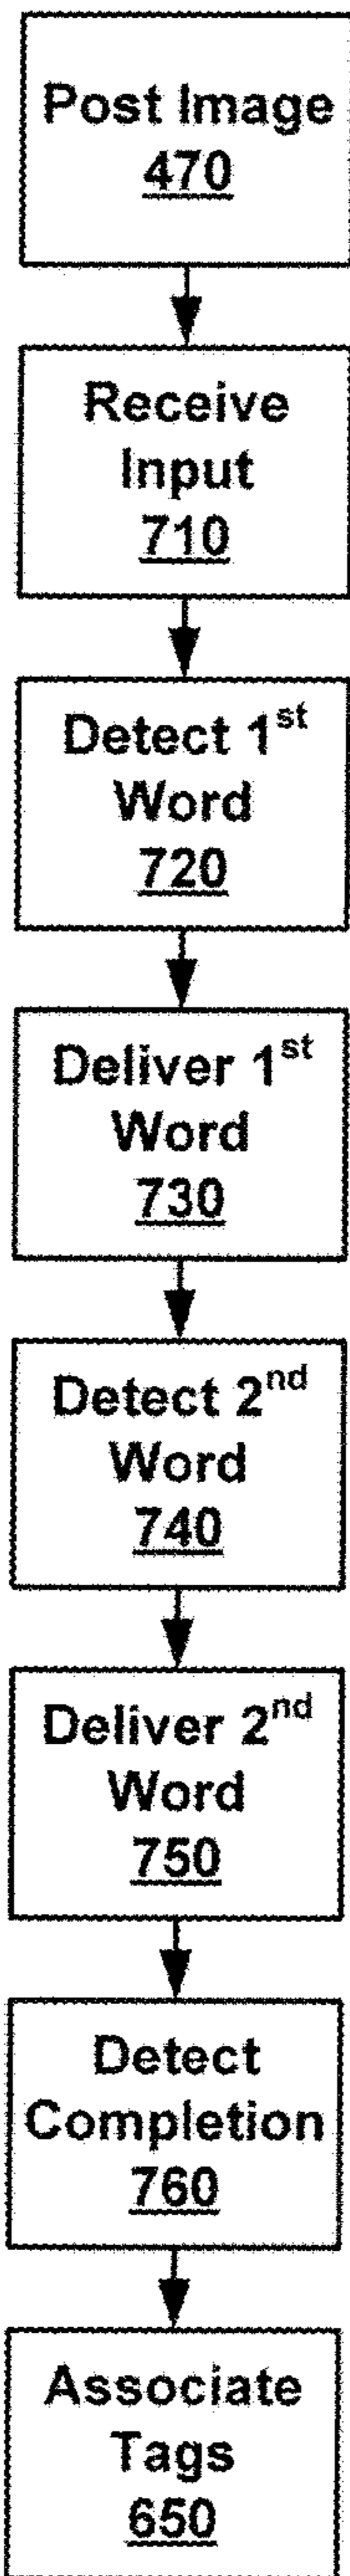 Post Image
470
Receive
Input
710
Detect 1st
Word
720
Deliver 1st
Word
730
Detect 2nd
Word
740
Deliver 2nd
Word
750
Detect
Completion
760
Associate
Tags
650